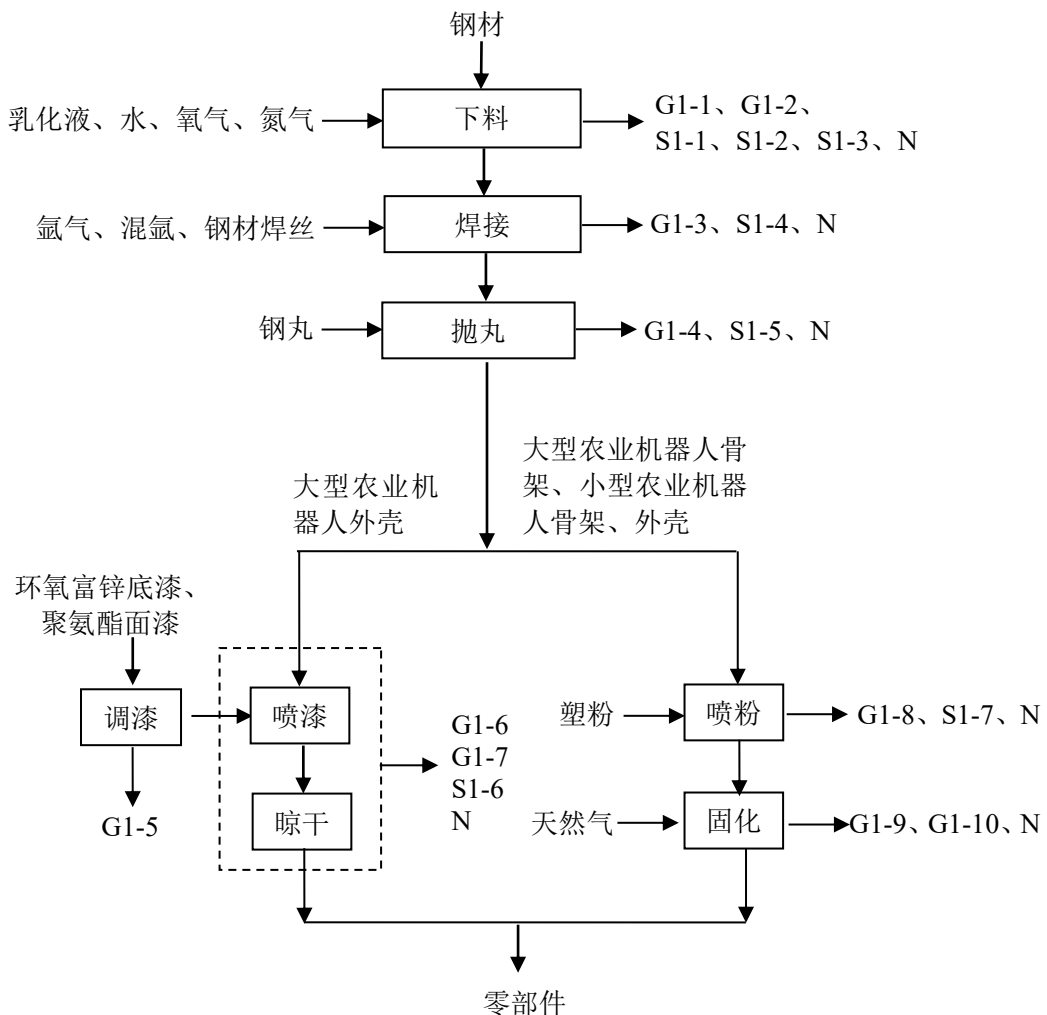 钢材
乳化液、水、氧气、氮气
下料
G1-1、G1-2、
S1-1、S1-2、S1-3、N
氩气、混氩、钢材焊丝
焊接
G1-3、S1-4、N
钢丸
抛丸
G1-4、S1-5、N
大型农业机
器人外壳
大型农业机器人骨
架、小型农业机器
人骨架、外壳
环氧富锌底漆、
聚氨酯面漆
调漆
喷漆
G1-6
G1-7
S1-6
N
塑粉
喷粉
G1-8、S1-7、N
G1-5
晾干
天然气
固化
G1-9、G1-10、N
零部件